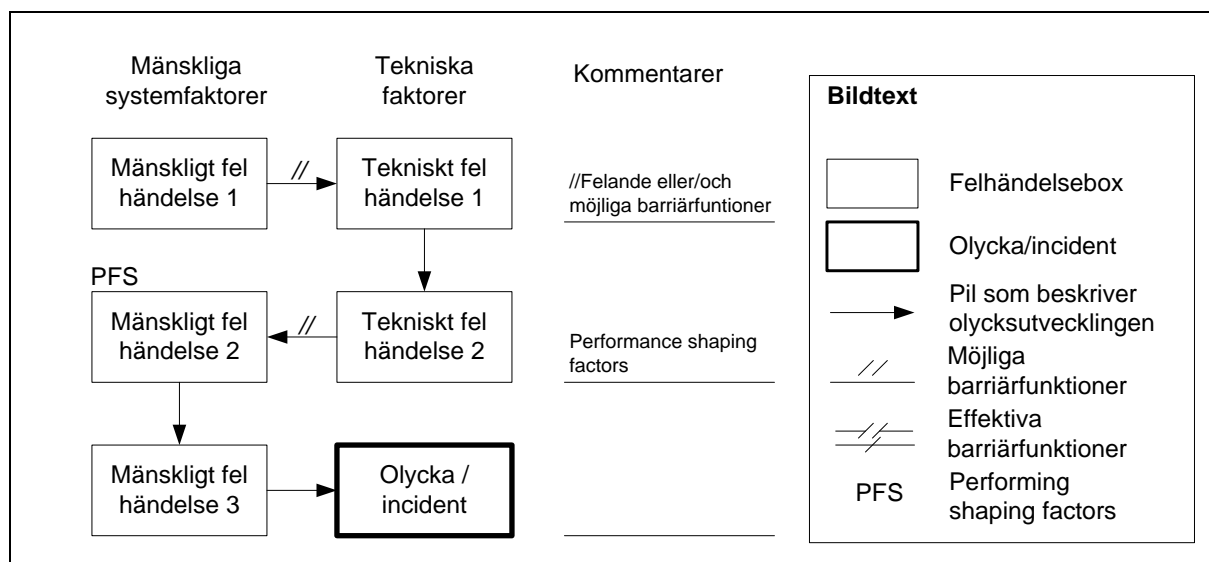 Mänskliga
systemfaktorer
Tekniska
faktorer
Kommentarer
Mänskligt fel
händelse 1
//
Tekniskt fel
händelse 1
//Felande eller/och
möjliga barriärfuntioner
PFS
Mänskligt fel
händelse 2
//
Tekniskt fel
händelse 2
Performance shaping
factors
Mänskligt fel
händelse 3
Olycka /
incident
Bildtext
Felhändelsebox
Olycka/incident
Pil som beskriver
olycksutvecklingen
Möjliga
barriärfunktioner
Effektiva
barriärfunktioner
PFS
Performing
shaping factors